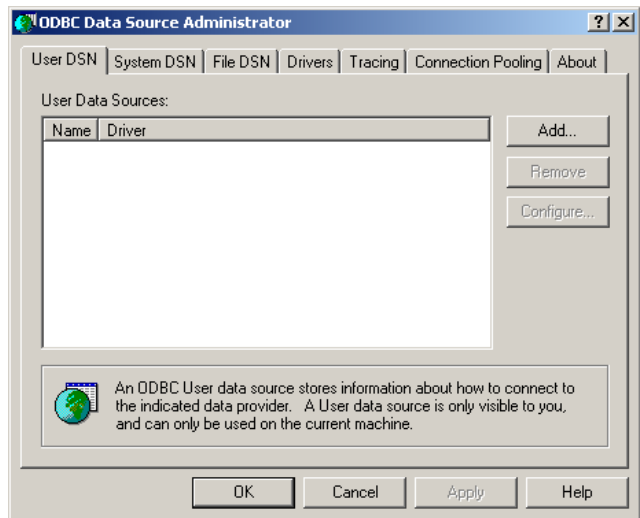 ODBC Data Source Administrator
User DSN System DSN File DSN Drivers Tracing Connection Pooling About
User Data Sources:
Name Driver
Add...
Remove
Configure...
An ODBC User data source stores information about how to connect to
the indicated data provider. A User data source is only visible to you,
and can only be used on the current machine.
OK Cancel Apply Help